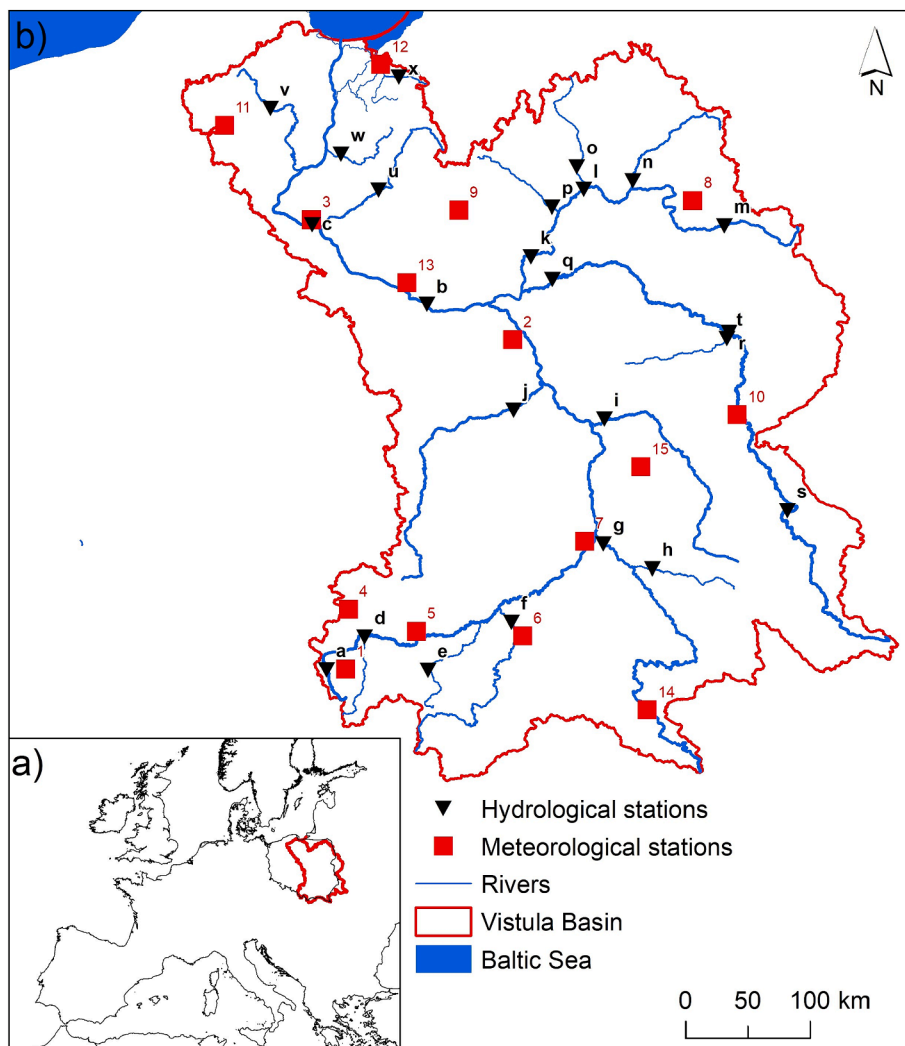 b)
N
12
x
11
v
w
u
o
l
n
p
9
8
m
3
c
k
q
13
b
2
t
r
j
i
10
15
s
7
g
h
4
d
5
f
6
a
1
e
14
a)
Hydrological stations
Meteorological stations
Rivers
Vistula Basin
Baltic Sea
0 50 100 km